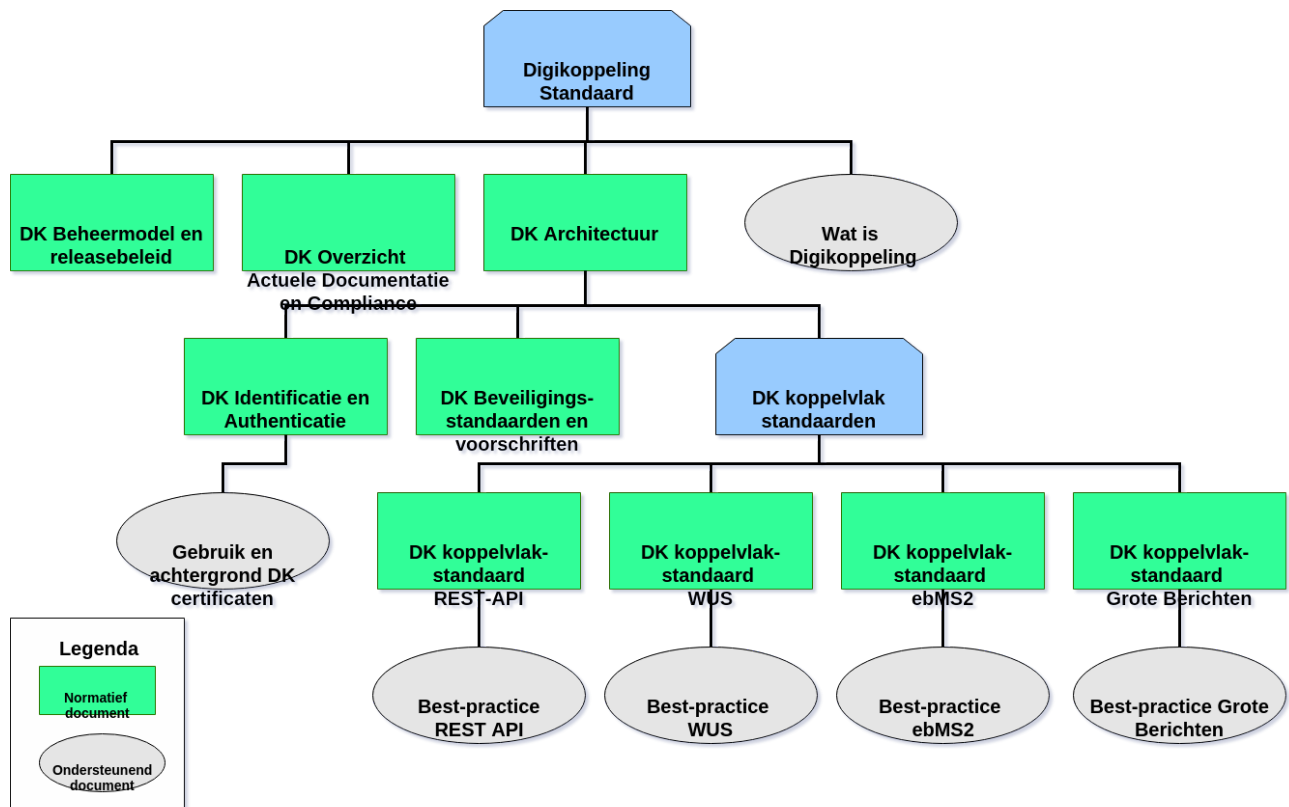 Digikoppeling
Standaard
DK Beheermodel en
releasebeleid
DK Overzicht
Actuele Documentatie
en Compliance
DK Architectuur
Wat is
Digikoppeling
DK Identificatie en
Authenticatie
DK Beveiligings-
standaarden en
voorschriften
DK koppelvlak
standaarden
Gebruik en
achtergrond DK
certificaten
DK koppelvlak-
standaard
REST-API
DK koppelvlak-
standaard
WUS
DK koppelvlak-
standaard
ebMS2
DK koppelvlak-
standaard
Grote Berichten
Best-practice
REST API
Best-practice
WUS
Best-practice
ebMS2
Best-practice Grote
Berichten
Legenda
Normatief
document
Ondersteunend
document